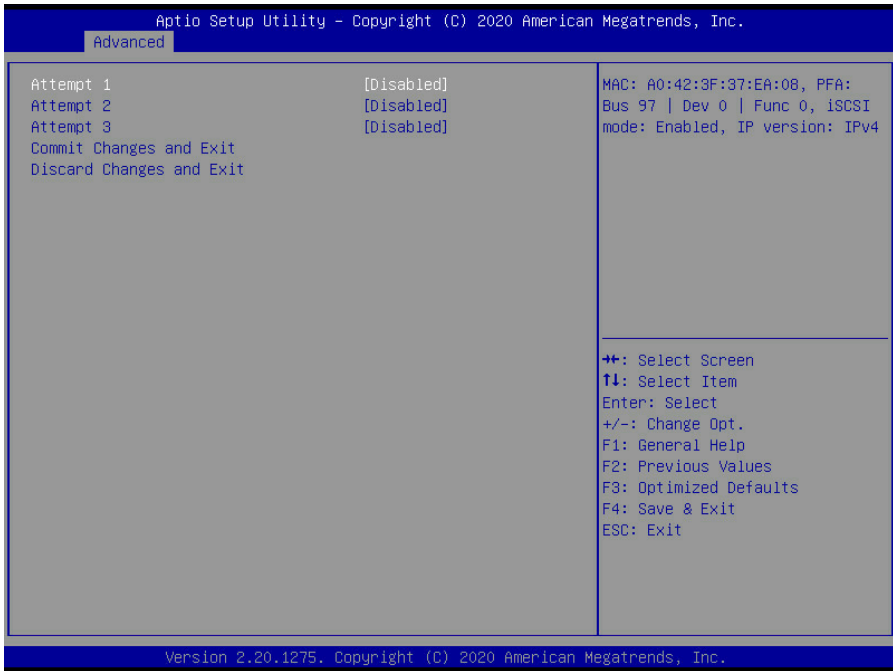 Aptio Setup Utility – Copyright (C) 2020 American Megatrends, Inc.
Advanced
Attempt 1 [Disabled]
Attempt 2 [Disabled]
Attempt 3 [Disabled]
Commit Changes and Exit
Discard Changes and Exit
MAC: A0:42:3F:37:EA:08, PFA:
Bus 97 | Dev 0 | Func 0, iSCSI
mode: Enabled, IP version: IPv4
→←: Select Screen
↑↓: Select Item
Enter: Select
+/-: Change Opt.
F1: General Help
F2: Previous Values
F3: Optimized Defaults
F4: Save & Exit
ESC: Exit
Version 2.20.1275. Copyright (C) 2020 American Megatrends, Inc.